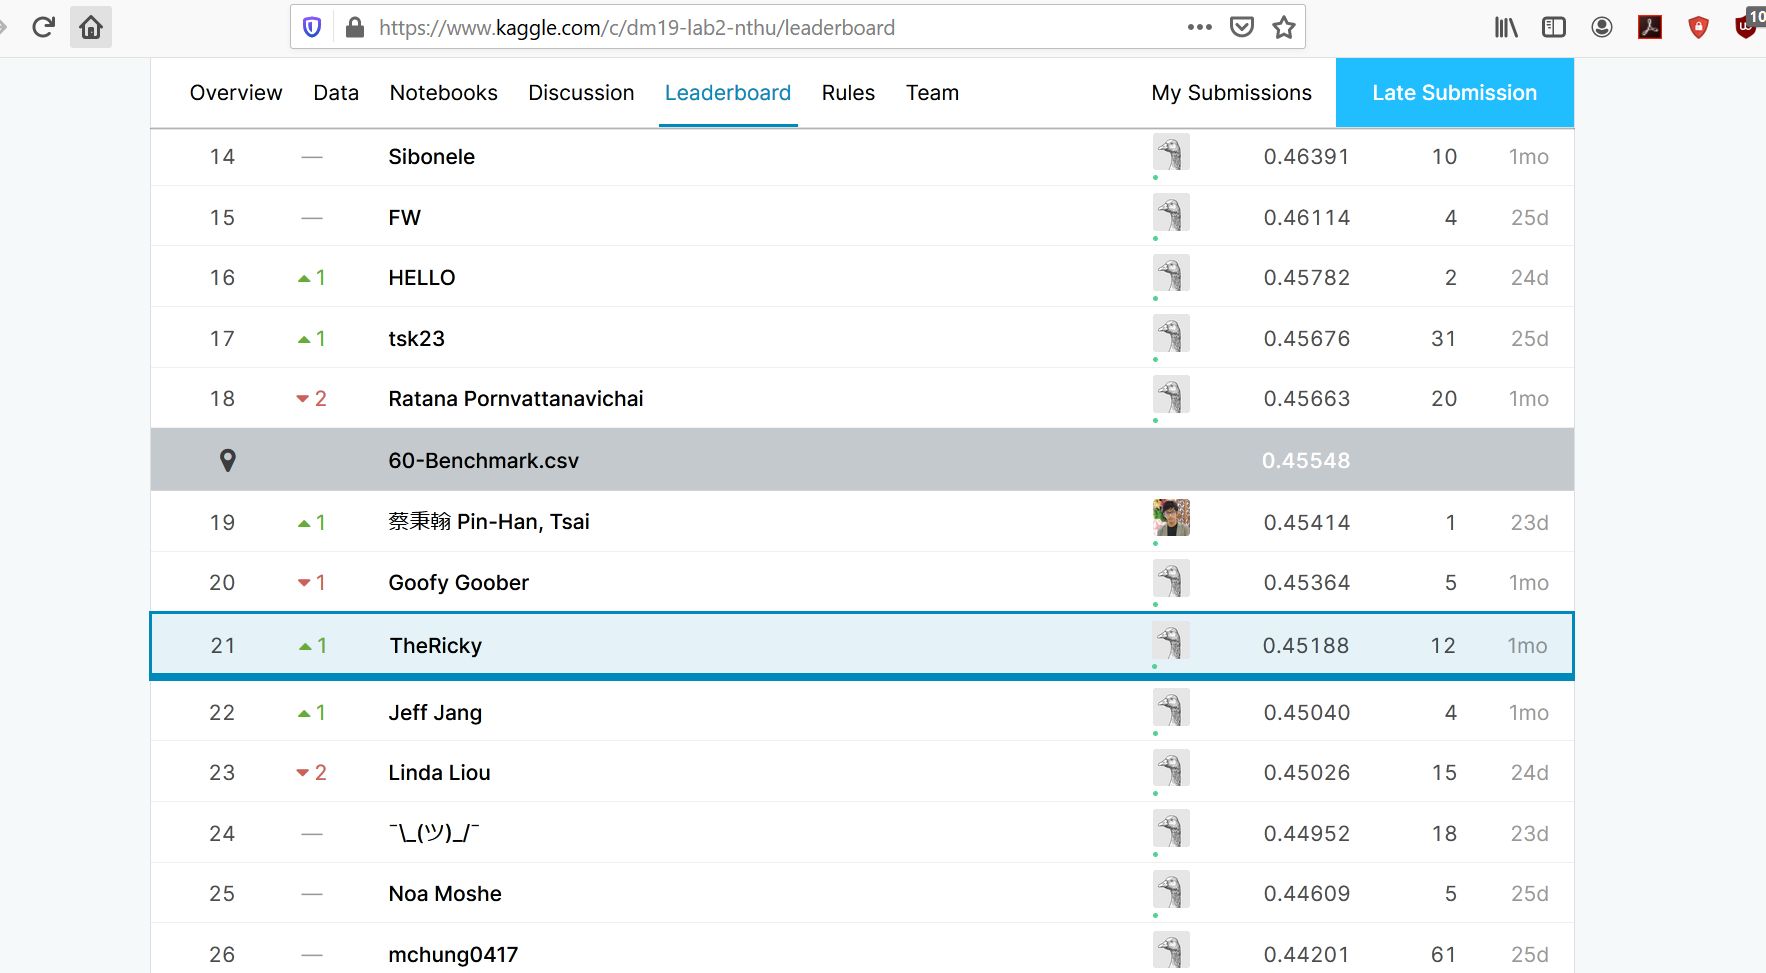 10
https://www.kaggle.com/c/dm19-lab2-nthu/leaderboard
Overview Data Notebooks Discussion Leaderboard Rules Team My Submissions Late Submission
14 — Sibonele 0.46391 10 1mo
15 — FW 0.46114 4 25d
16 ▲1 HELLO 0.45782 2 24d
17 ▲1 tsk23 0.45676 31 25d
18 ▼2 Ratana Pornvattanavichai 0.45663 20 1mo
60-Benchmark.csv 0.45548
19 ▲1 蔡秉翰 Pin-Han, Tsai 0.45414 1 23d
20 ▼1 Goofy Goober 0.45364 5 1mo
21 ▲1 TheRicky 0.45188 12 1mo
22 ▲1 Jeff Jang 0.45040 4 1mo
23 ▼2 Linda Liou 0.45026 15 24d
24 — ¯\_(ツ)_/¯ 0.44952 18 23d
25 — Noa Moshe 0.44609 5 25d
26 — mchung0417 0.44201 61 25d